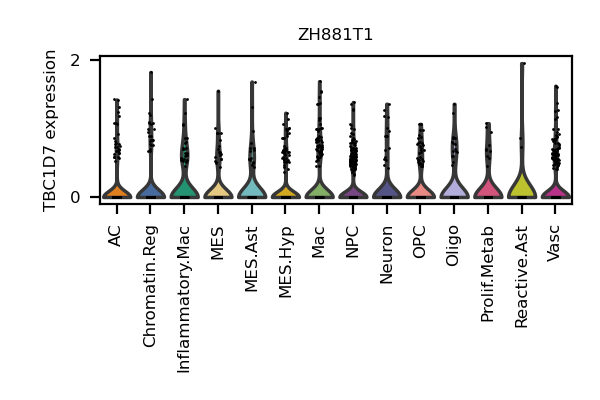 ZH881T1
TBC1D7 expression
2
0
AC
Chromatin.Reg
Inflammatory.Mac
MES
MES.Ast
MES.Hyp
Mac
NPC
Neuron
OPC
Oligo
Prolif.Metab
Reactive.Ast
Vasc